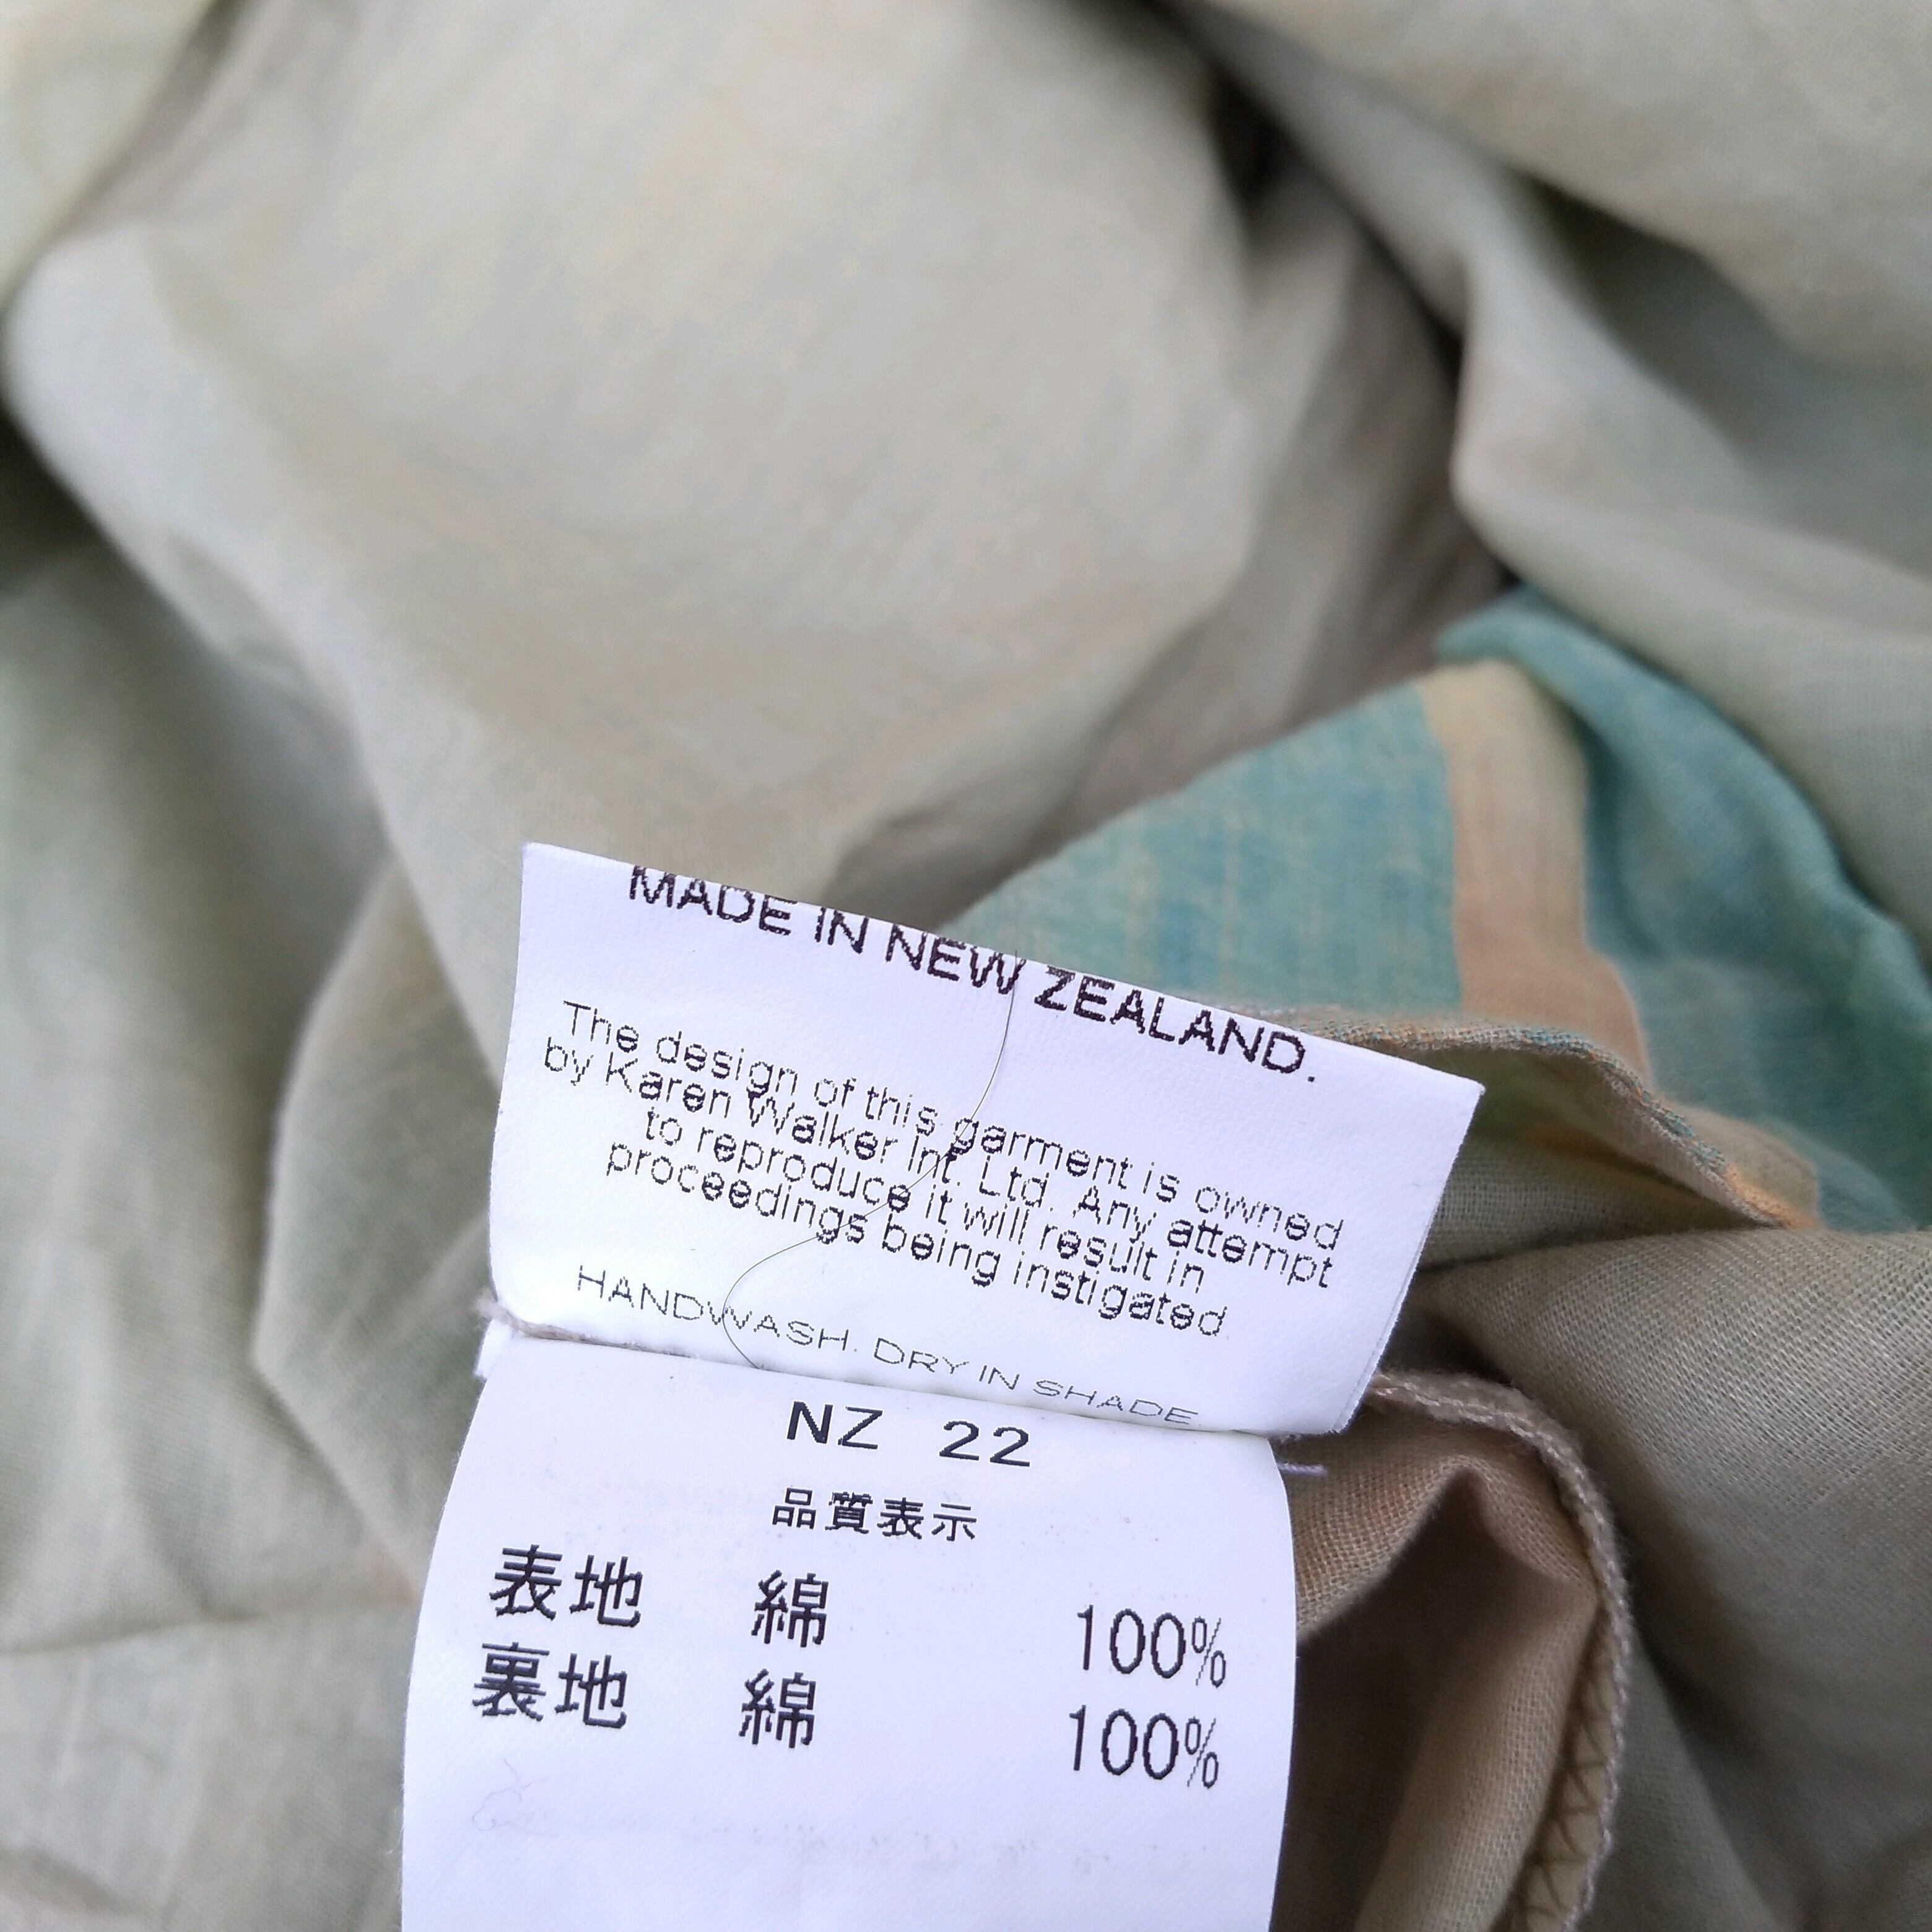 MADE IN NEW ZEALAND.
The design of this garment is owned
by Karen Walker Int. Ltd. Any attempt
to reproduce it will result in
proceedings being instigated.
HANDWASH. DRY IN SHADE.
NZ 22
品質表示
表地 綿 100%
裏地 綿 100%